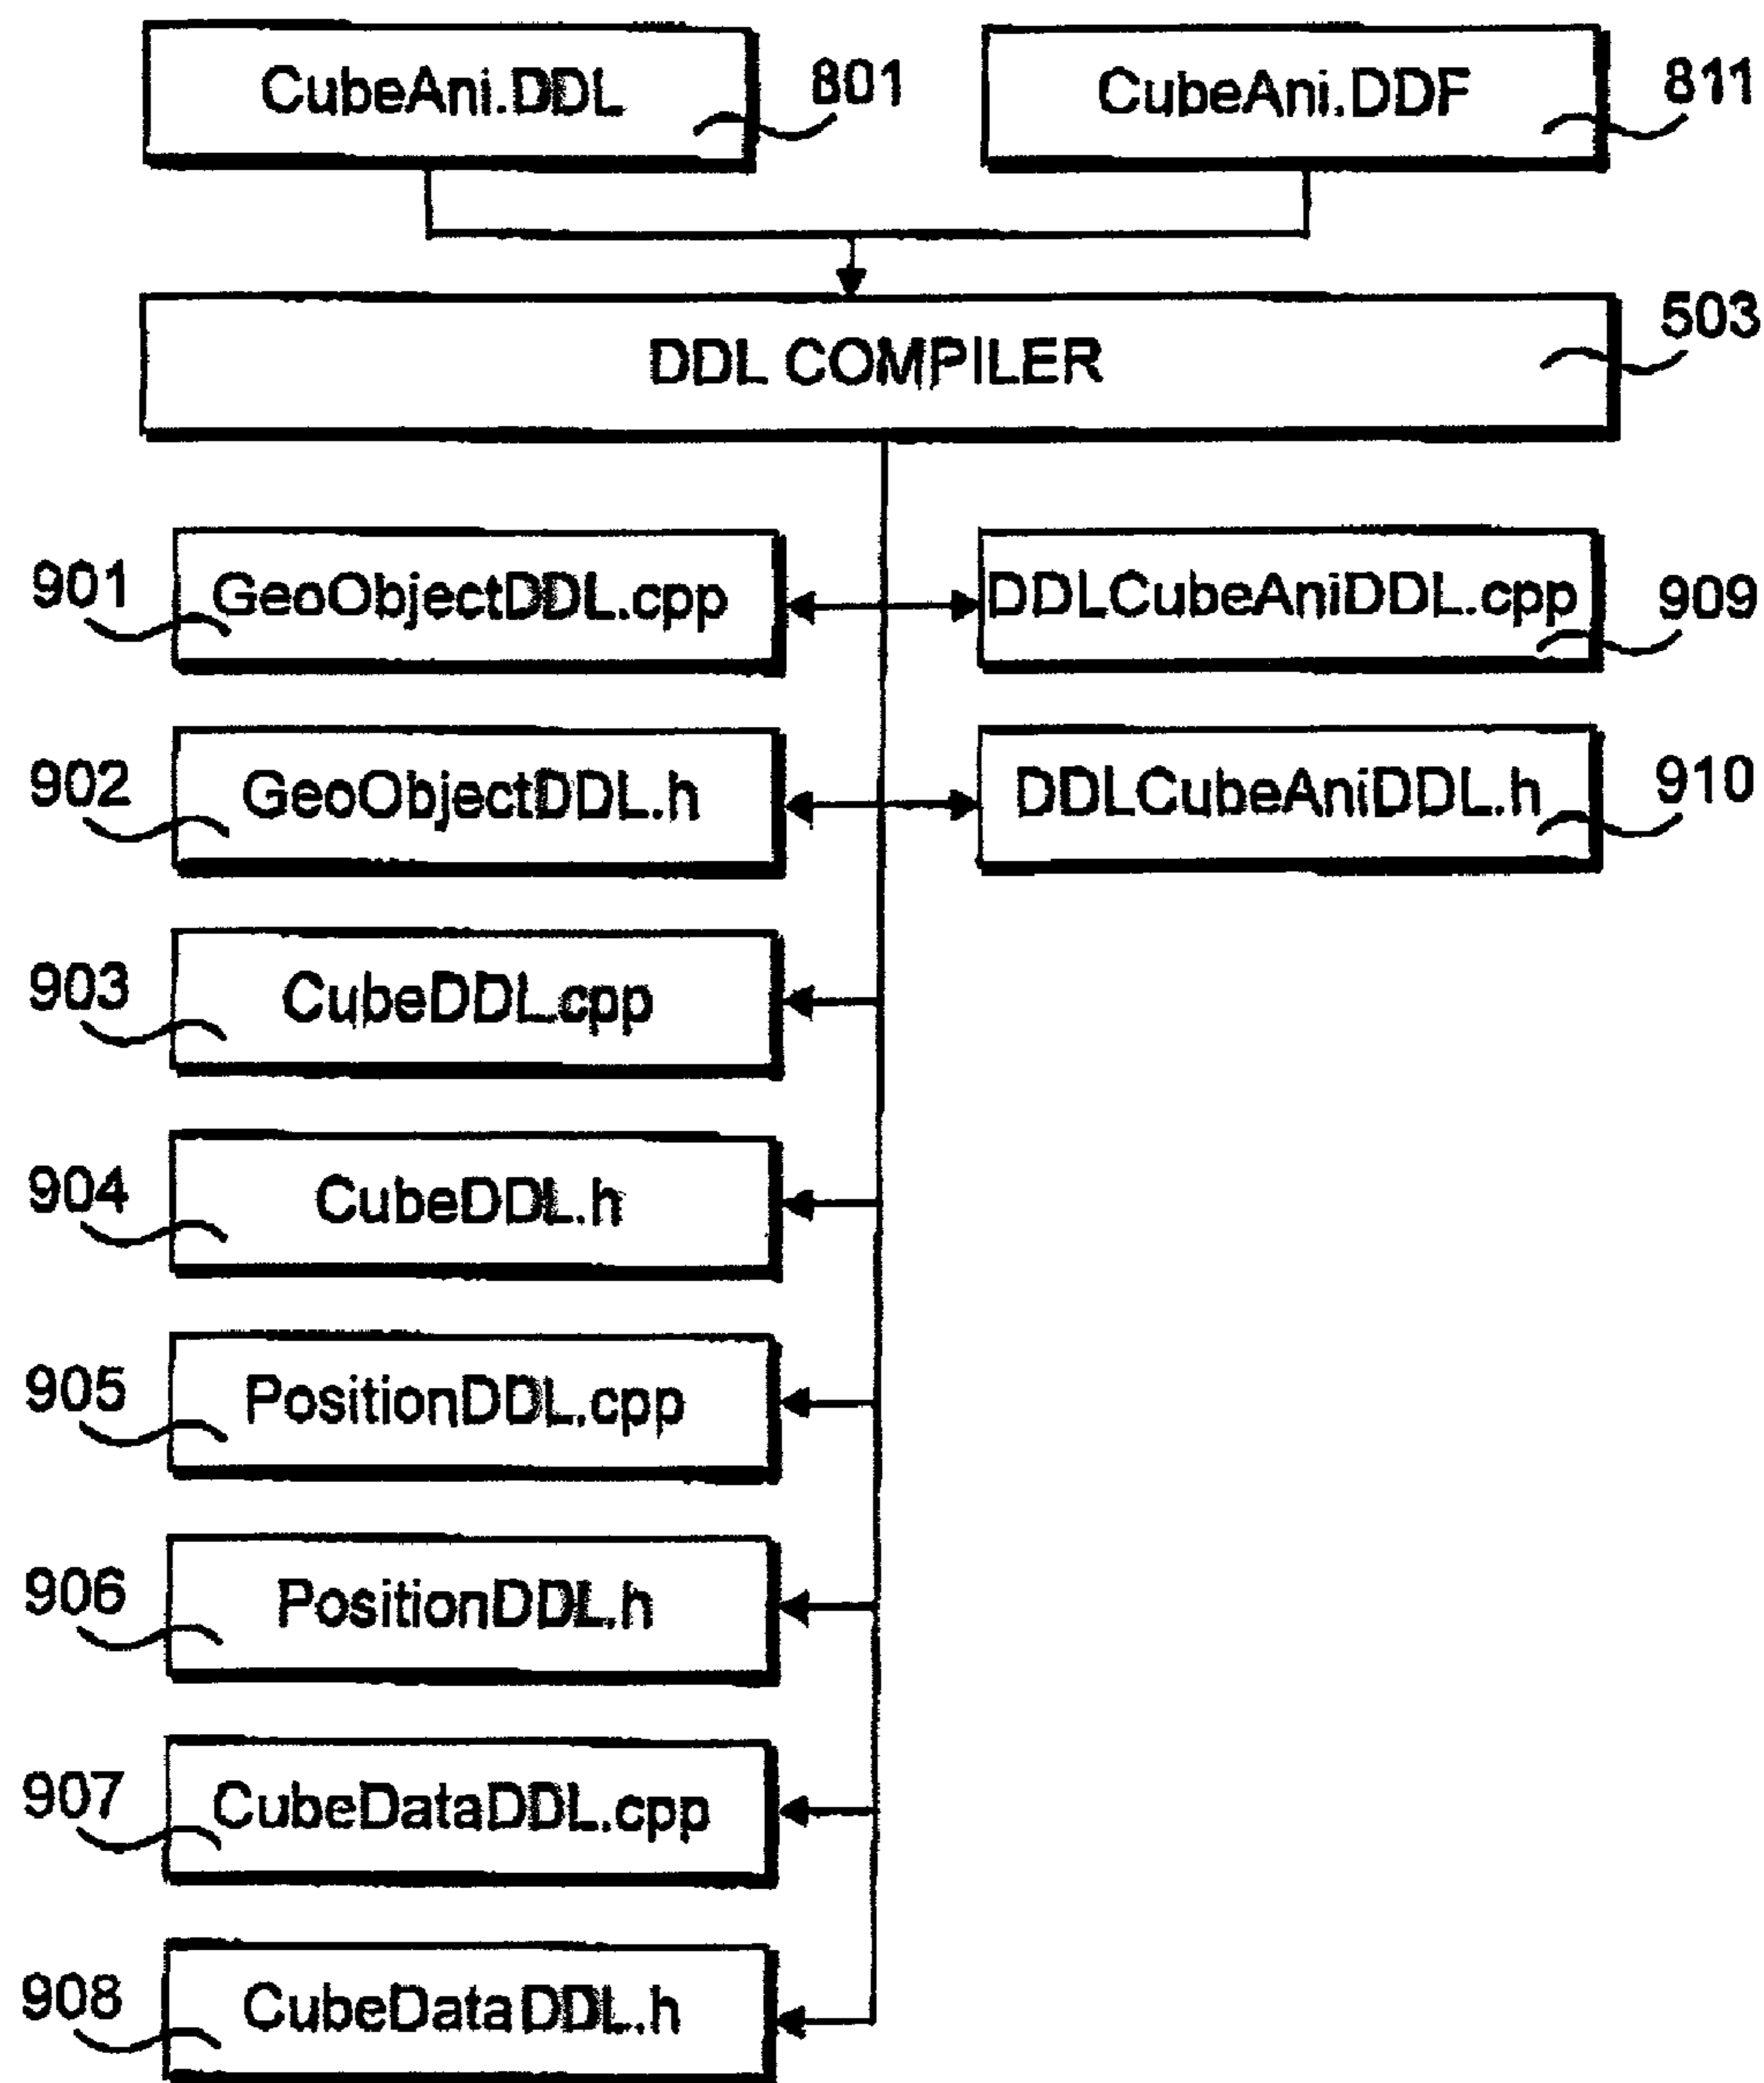 CubeAni.DDL
801
CubeAni.DDF
811
DDL COMPILER
503
901
GeoObjectDDL.cpp
DDLCubeAniDDL.cpp
909
902
GeoObjectDDL.h
DDLCubeAniDDL.h
910
903
CubeDDL.cpp
904
CubeDDL.h
905
PositionDDL.cpp
906
PositionDDL.h
907
CubeDataDDL.cpp
908
CubeDataDDL.h